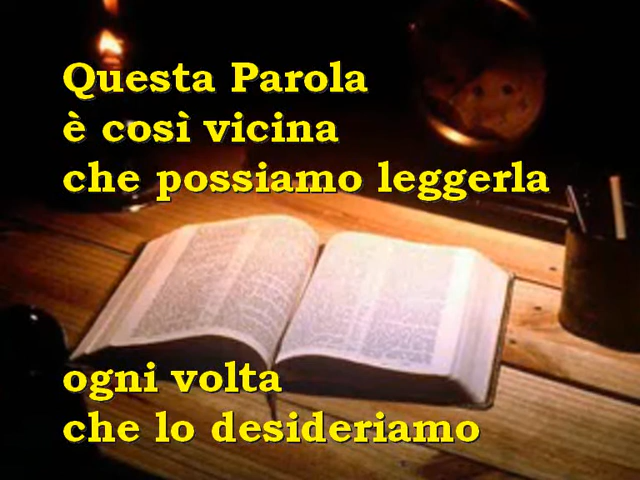 Questa Parola
è così vicina
che possiamo leggerla
ogni volta
che lo desideriamo